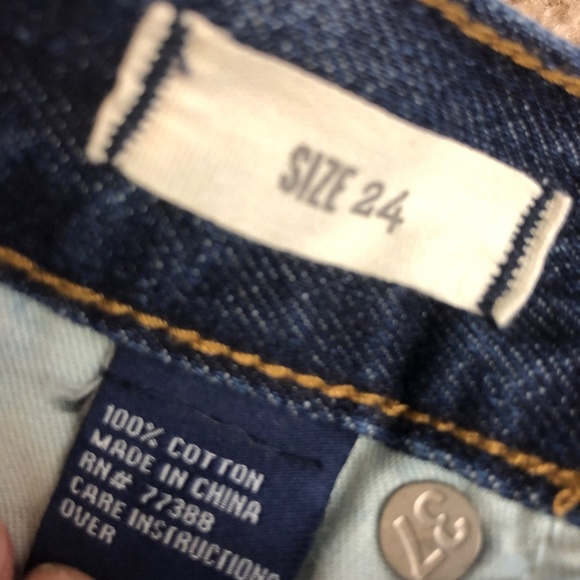 SIZE 24
100% COTTON
MADE IN CHINA
RN# 77388
CARE INSTRUCTIONS
OVER